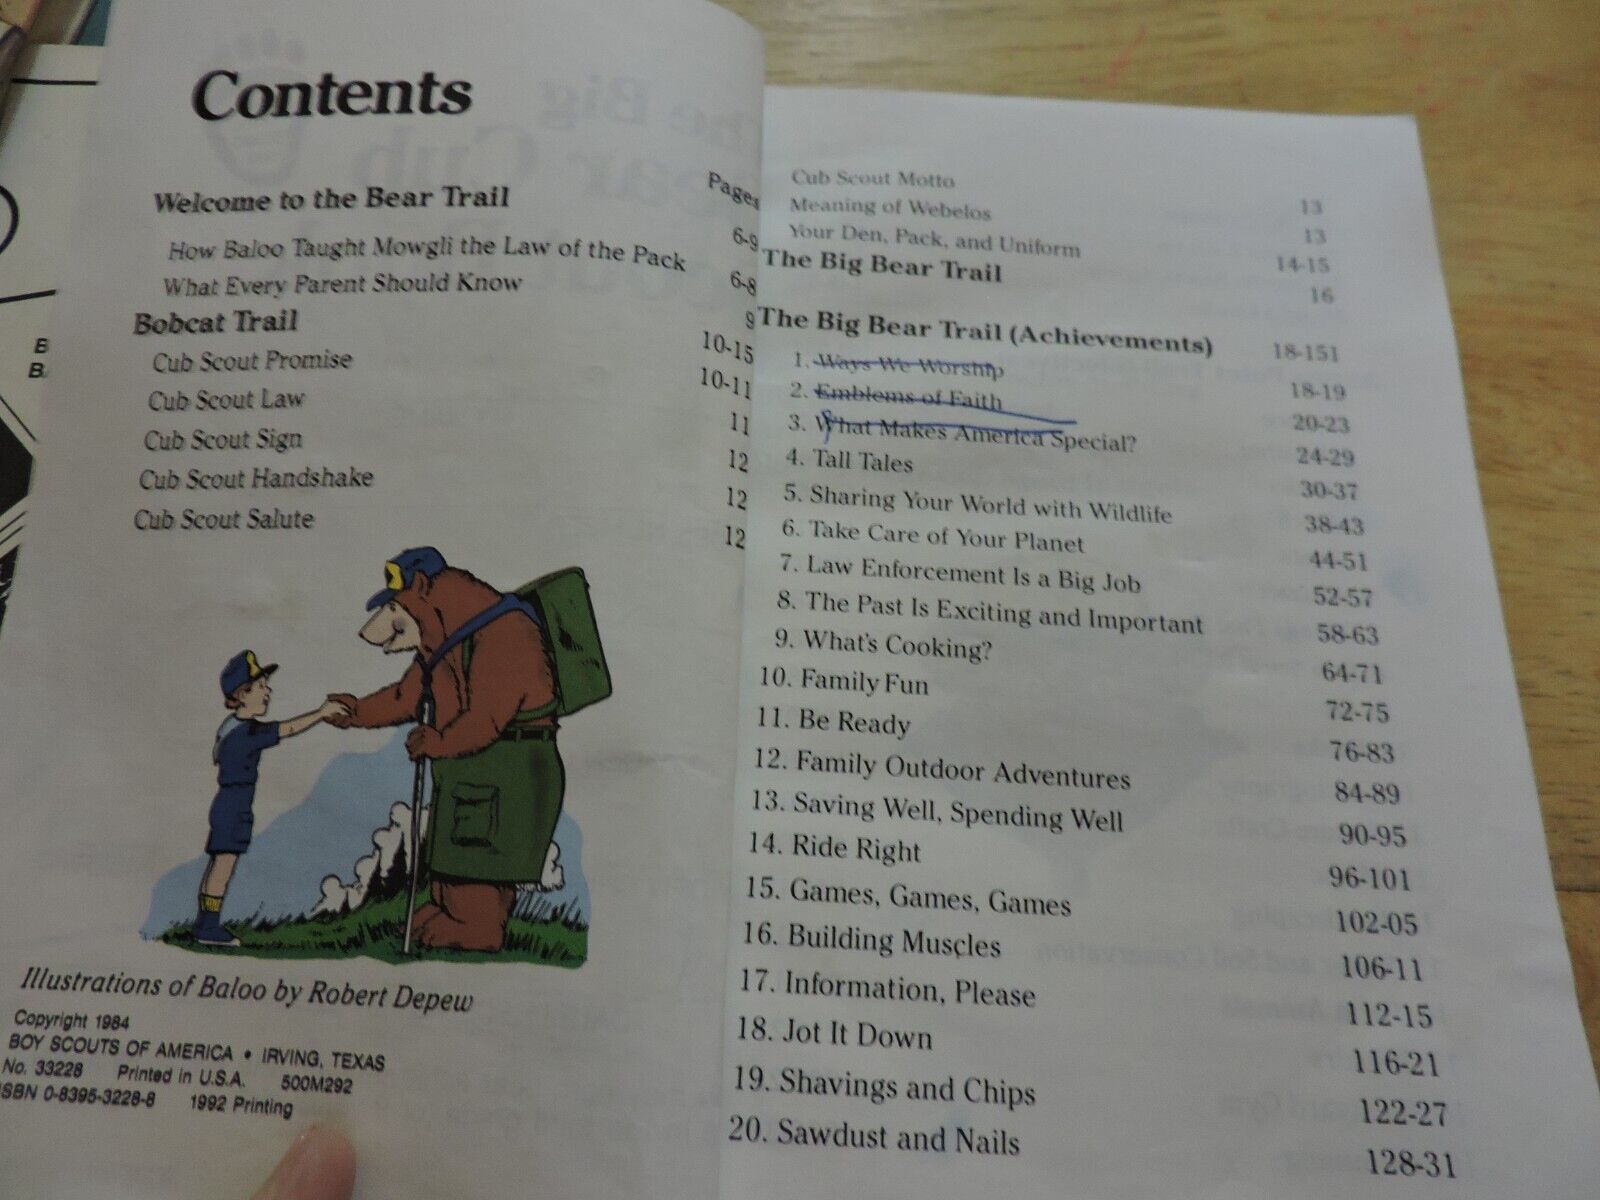 Contents
Pages
Welcome to the Bear Trail 6-9
How Baloo Taught Mowgli the Law of the Pack 6-8
What Every Parent Should Know 9
Bobcat Trail 10-15
Cub Scout Promise 10-11
Cub Scout Law 11
Cub Scout Sign 12
Cub Scout Handshake 12
Cub Scout Salute 12
Illustrations of Baloo by Robert Depew
Copyright 1984
BOY SCOUTS OF AMERICA • IRVING, TEXAS
No. 33228 Printed in U.S.A. 500M292
ISBN 0-8395-3228-8 1992 Printing
Cub Scout Motto 13
Meaning of Webelos 13
Your Den, Pack, and Uniform 14-15
The Big Bear Trail 16
The Big Bear Trail (Achievements) 18-151
1. Ways We Worship 18-19
2. Emblems of Faith 20-23
3. What Makes America Special? 24-29
4. Tall Tales 30-37
5. Sharing Your World with Wildlife 38-43
6. Take Care of Your Planet 44-51
7. Law Enforcement Is a Big Job 52-57
8. The Past Is Exciting and Important 58-63
9. What's Cooking? 64-71
10. Family Fun 72-75
11. Be Ready 76-83
12. Family Outdoor Adventures 84-89
13. Saving Well, Spending Well 90-95
14. Ride Right 96-101
15. Games, Games, Games 102-05
16. Building Muscles 106-11
17. Information, Please 112-15
18. Jot It Down 116-21
19. Shavings and Chips 122-27
20. Sawdust and Nails 128-31